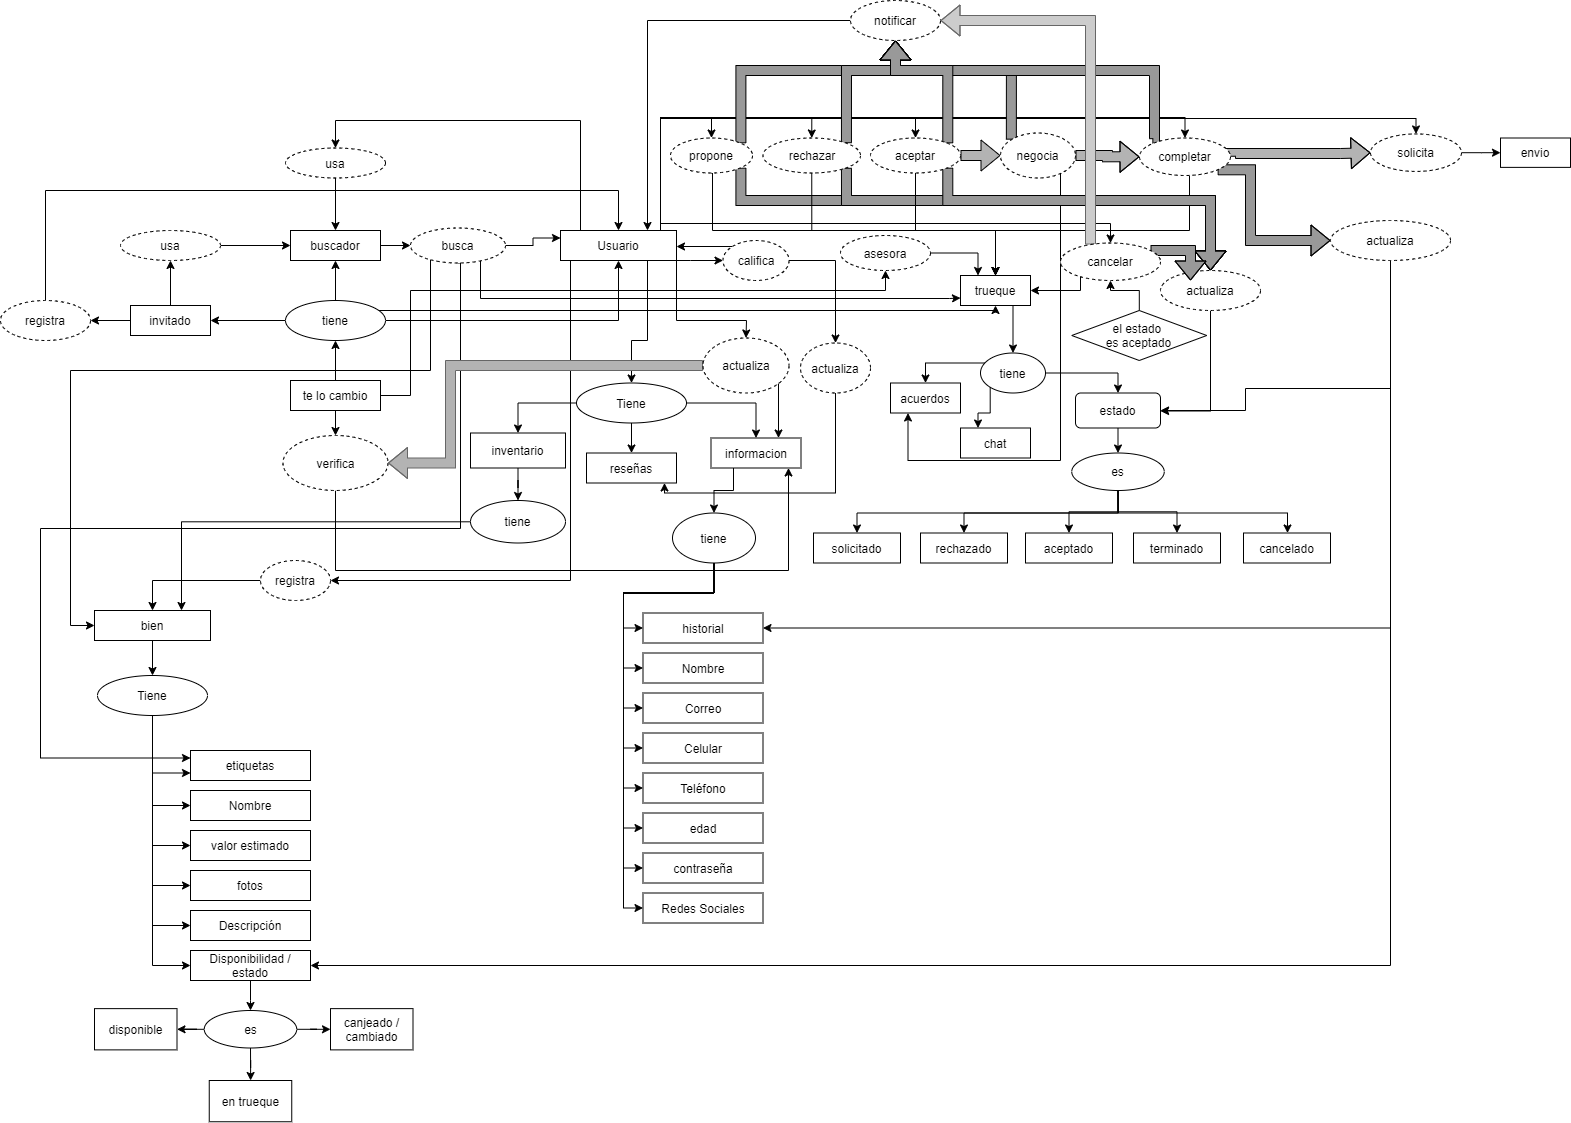 notificar
propone
rechazar
aceptar
negocia
completar
solicita
envio
usa
usa
buscador
busca
Usuario
califica
asesora
cancelar
actualiza
trueque
actualiza
registra
invitado
tiene
el estado
es aceptado
te lo cambio
actualiza
actualiza
tiene
acuerdos
estado
Tiene
chat
verifica
inventario
reseñas
informacion
es
tiene
tiene
solicitado
rechazado
aceptado
terminado
cancelado
registra
bien
historial
Tiene
Nombre
Correo
Celular
etiquetas
Teléfono
Nombre
edad
valor estimado
contraseña
fotos
Redes Sociales
Descripción
Disponibilidad /
estado
disponible
es
canjeado /
cambiado
en trueque